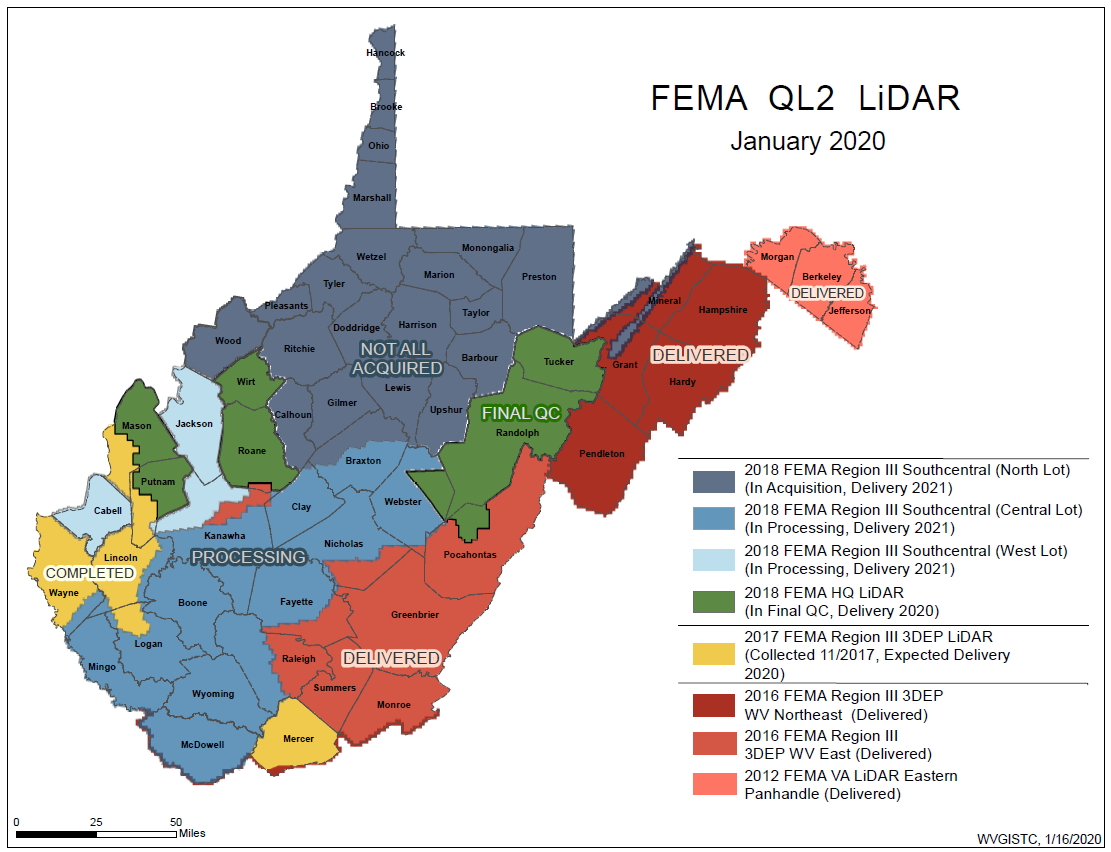 FEMA QL2 LiDAR
January 2020
Hancock
Brooke
Ohio
Marshall
Wetzel
Monongalia
Marion
Preston
Tyler
Pleasants
Taylor
Doddridge
Harrison
Wood
Ritchie
NOT ALL
ACQUIRED
Barbour
Lewis
Gilmer
Calhoun
Upshur
Morgan
Berkeley
DELIVERED
Jefferson
Mineral
Hampshire
Grant
DELIVERED
Hardy
Pendleton
Tucker
FINAL QC
Randolph
Wirt
Roane
Mason
Jackson
Putnam
Cabell
Braxton
Webster
Clay
Kanawha
Nicholas
PROCESSING
Pocahontas
Lincoln
COMPLETED
Wayne
Boone
Fayette
Greenbrier
Logan
Mingo
Raleigh
DELIVERED
Summers
Wyoming
Monroe
McDowell
Mercer
2018 FEMA Region III Southcentral (North Lot)
(In Acquisition, Delivery 2021)
2018 FEMA Region III Southcentral (Central Lot)
(In Processing, Delivery 2021)
2018 FEMA Region III Southcentral (West Lot)
(In Processing, Delivery 2021)
2018 FEMA HQ LiDAR
(In Final QC, Delivery 2020)
2017 FEMA Region III 3DEP LiDAR
(Collected 11/2017, Expected Delivery
2020)
2016 FEMA Region III 3DEP
WV Northeast (Delivered)
2016 FEMA Region III
3DEP WV East (Delivered)
2012 FEMA VA LiDAR Eastern
Panhandle (Delivered)
0 25 50
Miles
WVGISTC, 1/16/2020